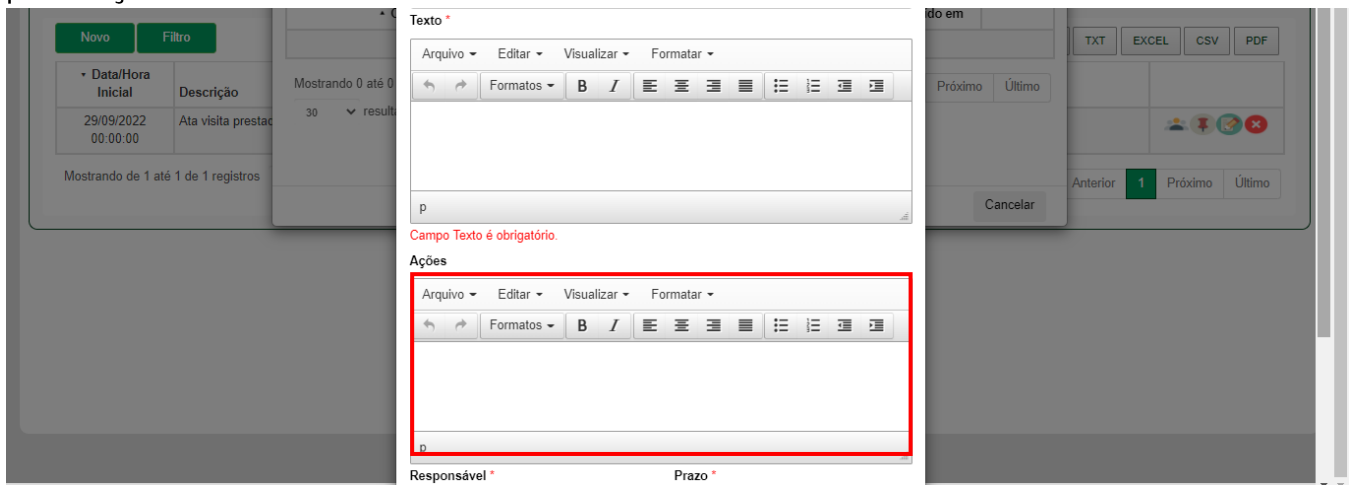 Novo Filtro
Data/Hora Inicial Descrição
29/09/2022 00:00:00 Ata visita
Mostrando de 1 até 1 de 1 registros
Mostrando 0 até 0
30
do em
Próximo Último
Cancelar
TXT EXCEL CSV PDF
Anterior 1 Próximo Último
Texto *
Arquivo Editar Visualizar Formatar
Formatos B I
p
Campo Texto é obrigatório.
Ações
Arquivo Editar Visualizar Formatar
Formatos B I
p
Responsável * Prazo *